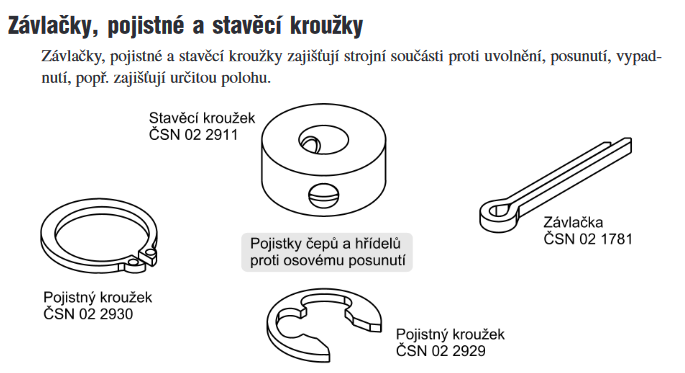 Závlačky, pojistné a stavěcí kroužky
Závlačky, pojistné a stavěcí kroužky zajišťují strojní součásti proti uvolnění, posunutí, vypad-
nutí, popř. zajišťují určitou polohu.
Stavěcí kroužek
ČSN 02 2911
Závlačka
ČSN 02 1781
Pojistky čepů a hřídelů
proti osovému posunutí
Pojistný kroužek
ČSN 02 2930
Pojistný kroužek
ČSN 02 2929